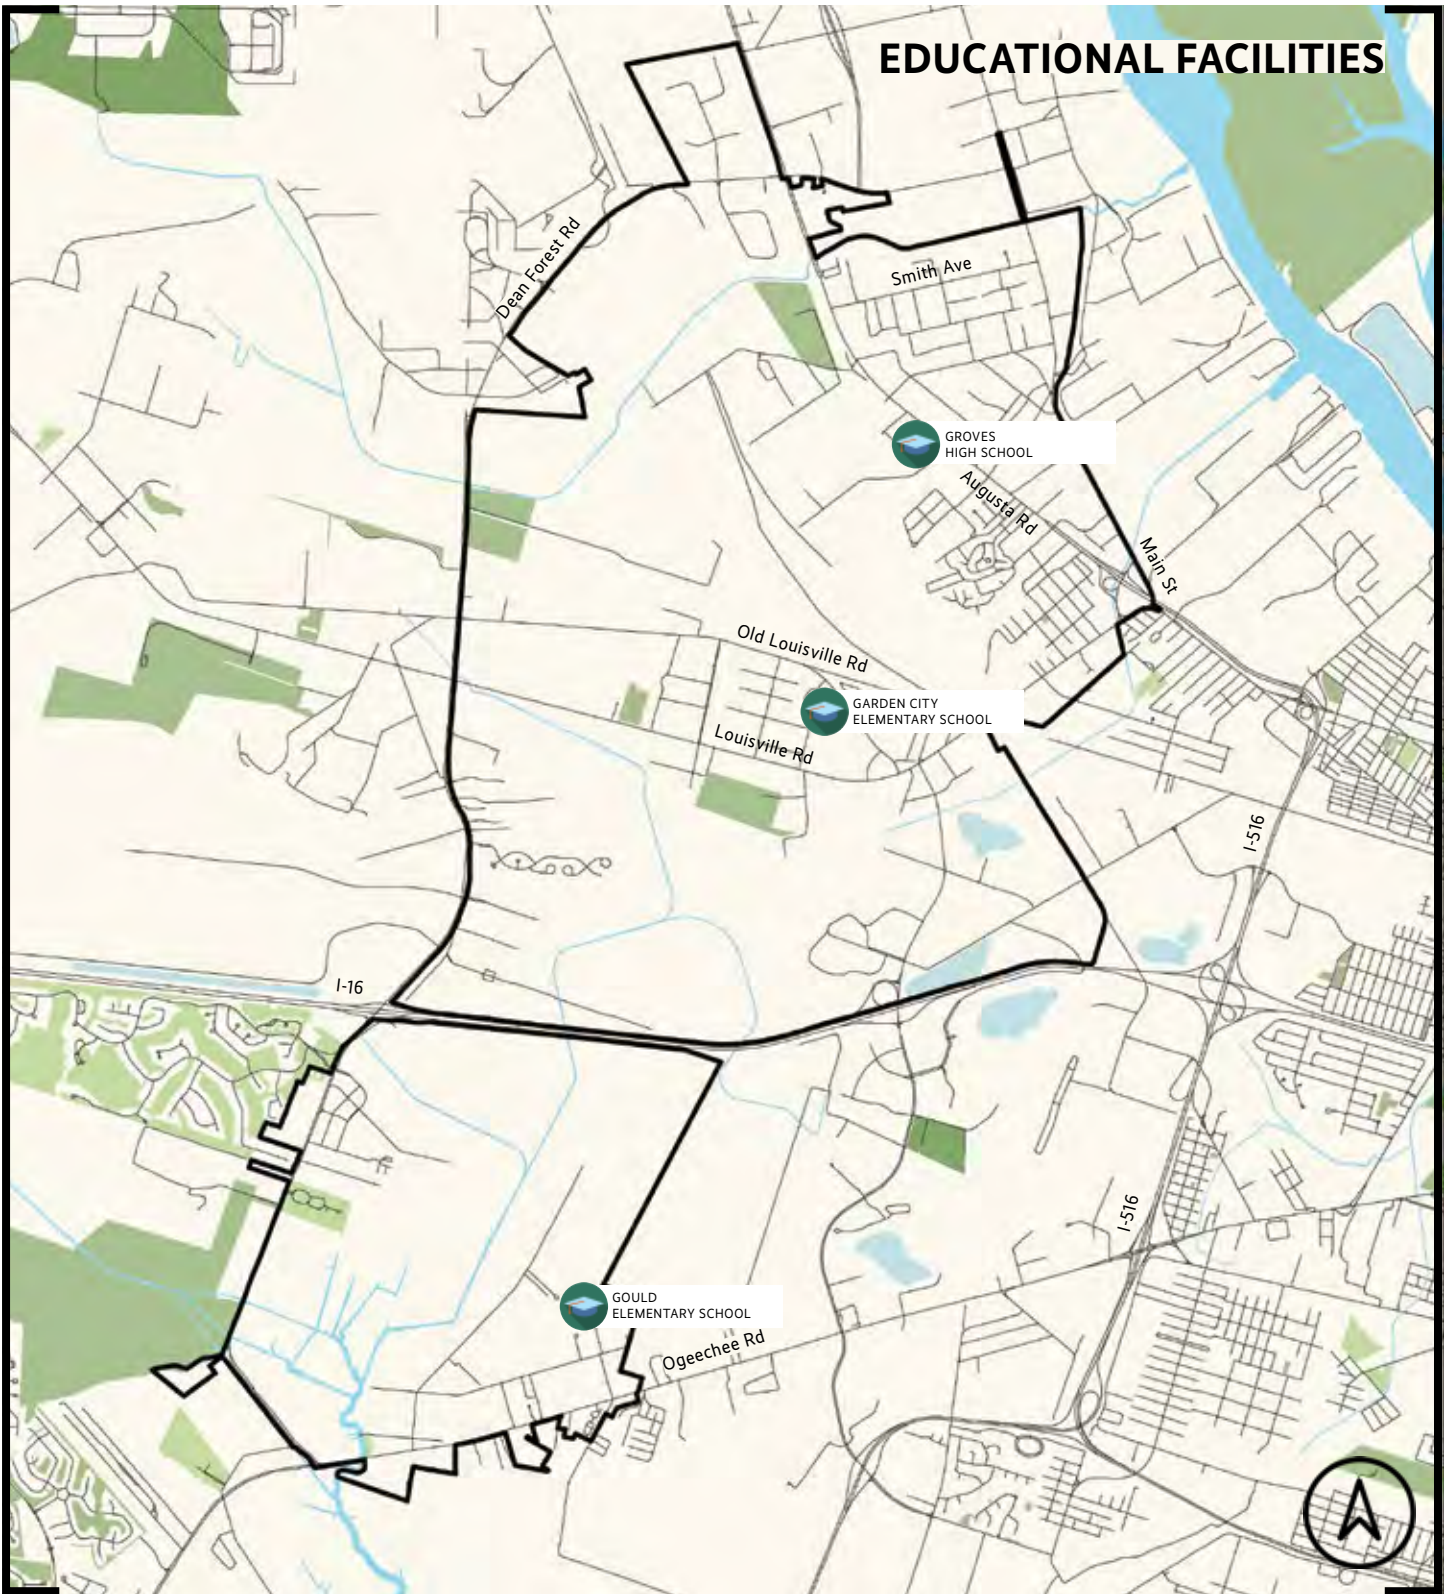 EDUCATIONAL FACILITIES
Dean Forest Rd
Smith Ave
GROVES
HIGH SCHOOL
Augusta Rd
Main St
Old Louisville Rd
GARDEN CITY
ELEMENTARY SCHOOL
Louisville Rd
I-516
I-16
I-516
GOULD
ELEMENTARY SCHOOL
Ogeechee Rd